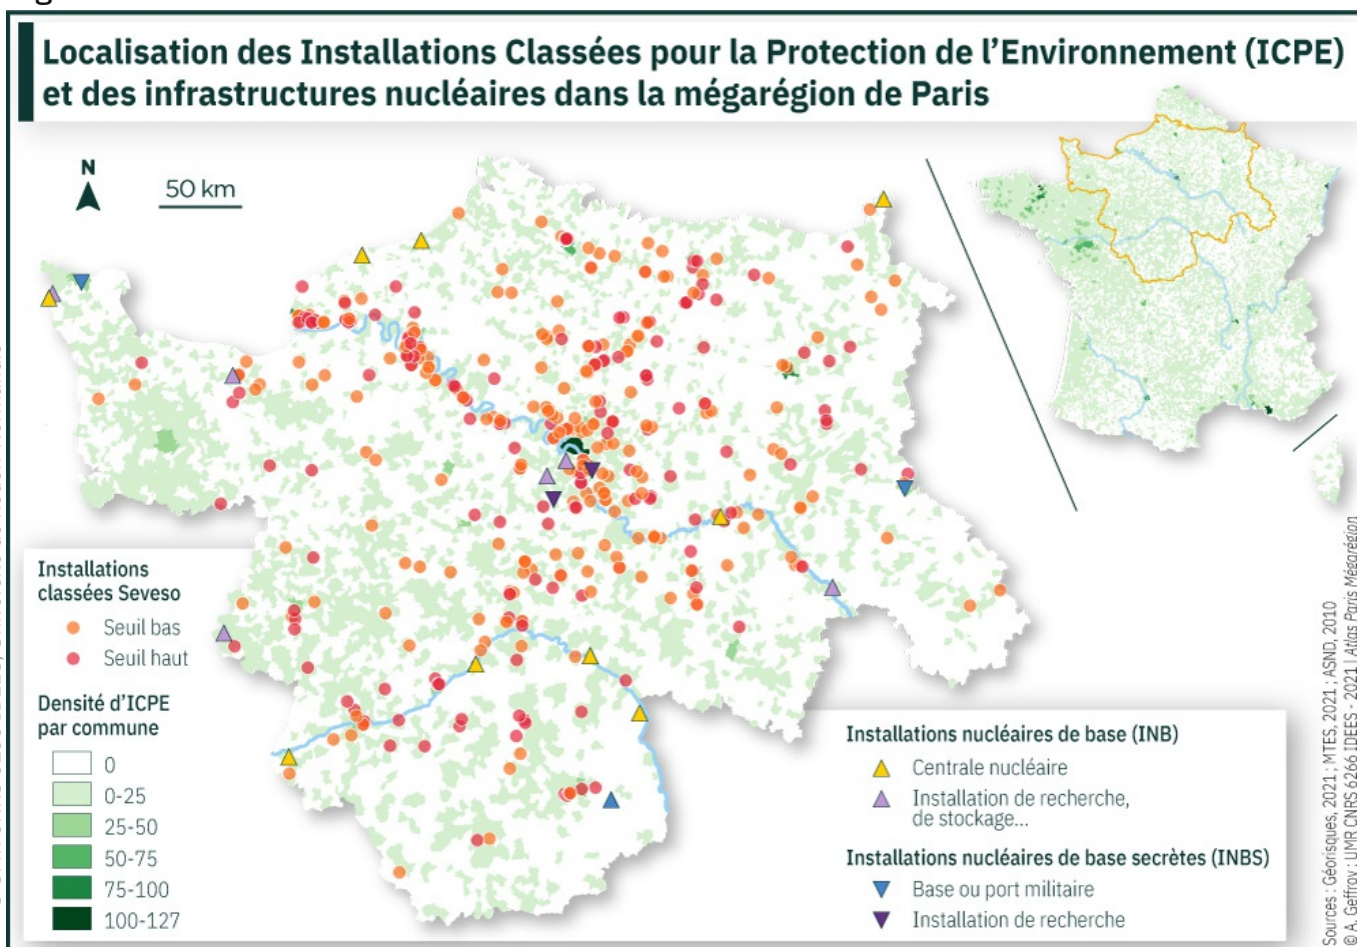 Localisation des Installations Classées pour la Protection de l’Environnement (ICPE)
et des infrastructures nucléaires dans la mégarégion de Paris
N
50 km
Installations
classées Seveso
Seuil bas
Seuil haut
Densité d’ICPE
par commune
0
0-25
25-50
50-75
75-100
100-127
Installations nucléaires de base (INB)
Centrale nucléaire
Installation de recherche,
de stockage...
Installations nucléaires de base secrètes (INBS)
Base ou port militaire
Installation de recherche
Sources : Géorisques, 2021 ; MTES, 2021 ; ASND, 2010
© A. Geffroy : UMR CNRS 6266 IDEES - 2021 | Atlas Paris Mégarégion